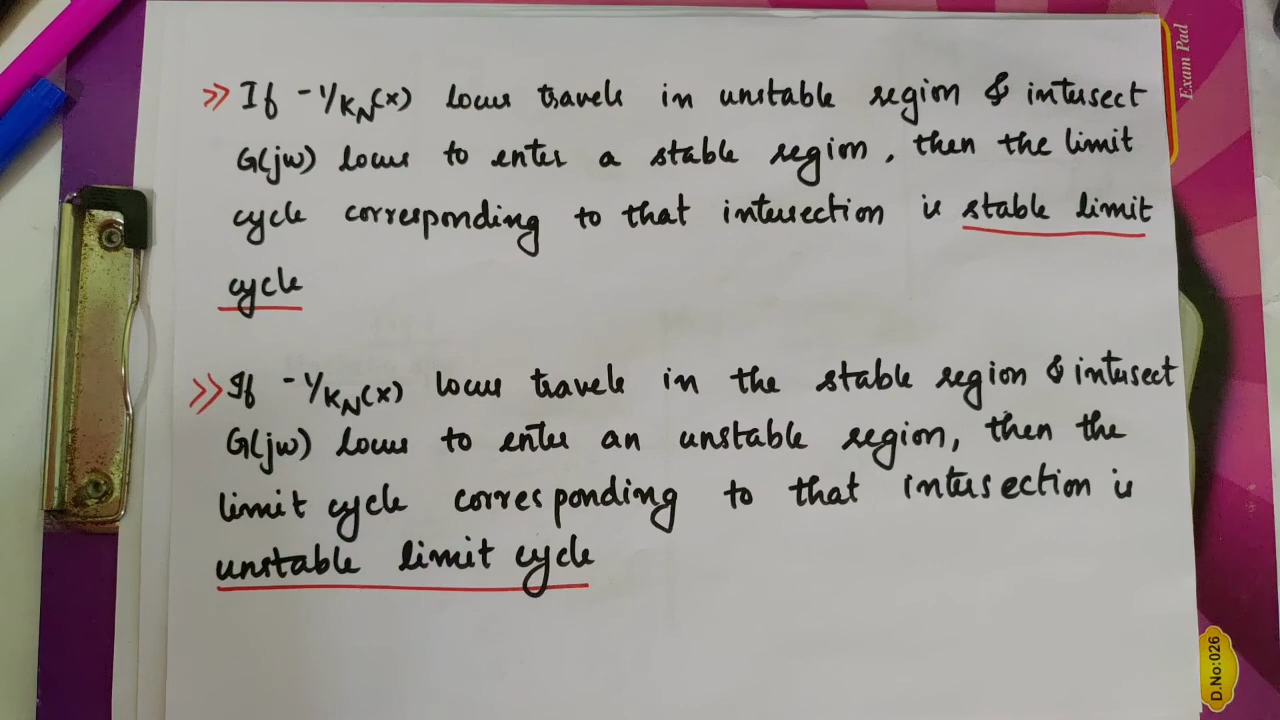 >> If -1/KN(x) locus travels in unstable region & intersect
G(jw) locus to enter a stable region, then the limit
cycle corresponding to that intersection is stable limit
cycle
>> If -1/KN(x) locus travels in the stable region & intersect
G(jw) locus to enter an unstable region, then the
limit cycle corresponding to that intersection is
unstable limit cycle
Exam Pad
D.No:026